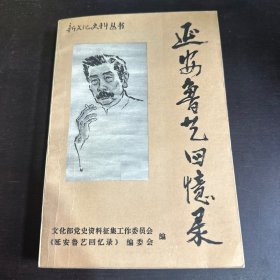 新文化史料丛书
延安鲁艺回憶录
文化部党史资料征集工作委员会
《延安鲁艺回忆录》 编委会
编